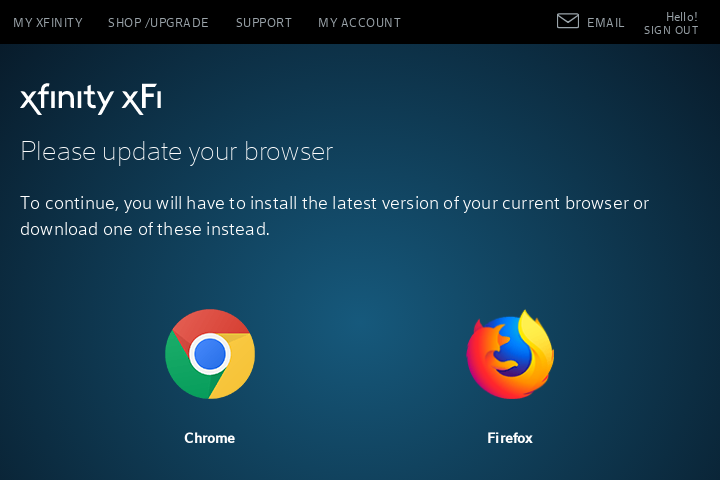 MY XFINITY SHOP /UPGRADE SUPPORT MY ACCOUNT EMAIL Hello!
SIGN OUT
xfinity xFi
Please update your browser
To continue, you will have to install the latest version of your current browser or
download one of these instead.
Chrome Firefox